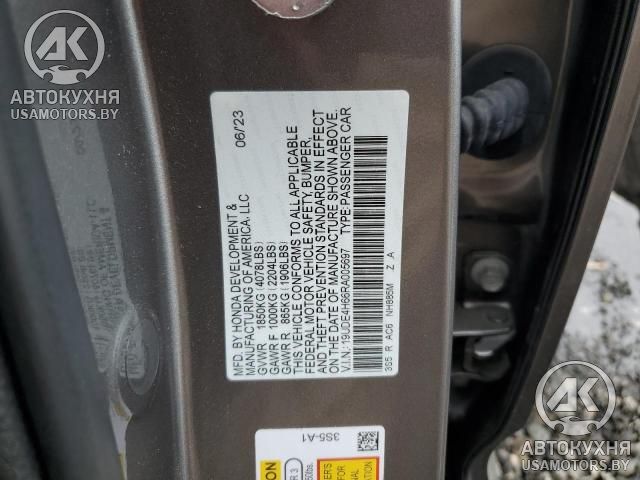 AK
АВТОКУХНЯ
USAMOTORS.BY
MFD. BY HONDA DEVELOPMENT & 06/23
MANUFACTURING OF AMERICA, LLC
GVWR 1850KG (4078LBS)
GAWR F 1000KG (2204LBS)
GAWR R 865KG (1906LBS)
THIS VEHICLE CONFORMS TO ALL APPLICABLE
FEDERAL MOTOR VEHICLE SAFETY, BUMPER,
AND THEFT PREVENTION STANDARDS IN EFFECT
ON THE DATE OF MANUFACTURE SHOWN ABOVE.
V.I.N.: 19UDE4H66RA005697 TYPE: PASSENGER CAR
3S5 R AC6 NH885M Z A
3S5-A1
AK
АВТОКУХНЯ
USAMOTORS.BY